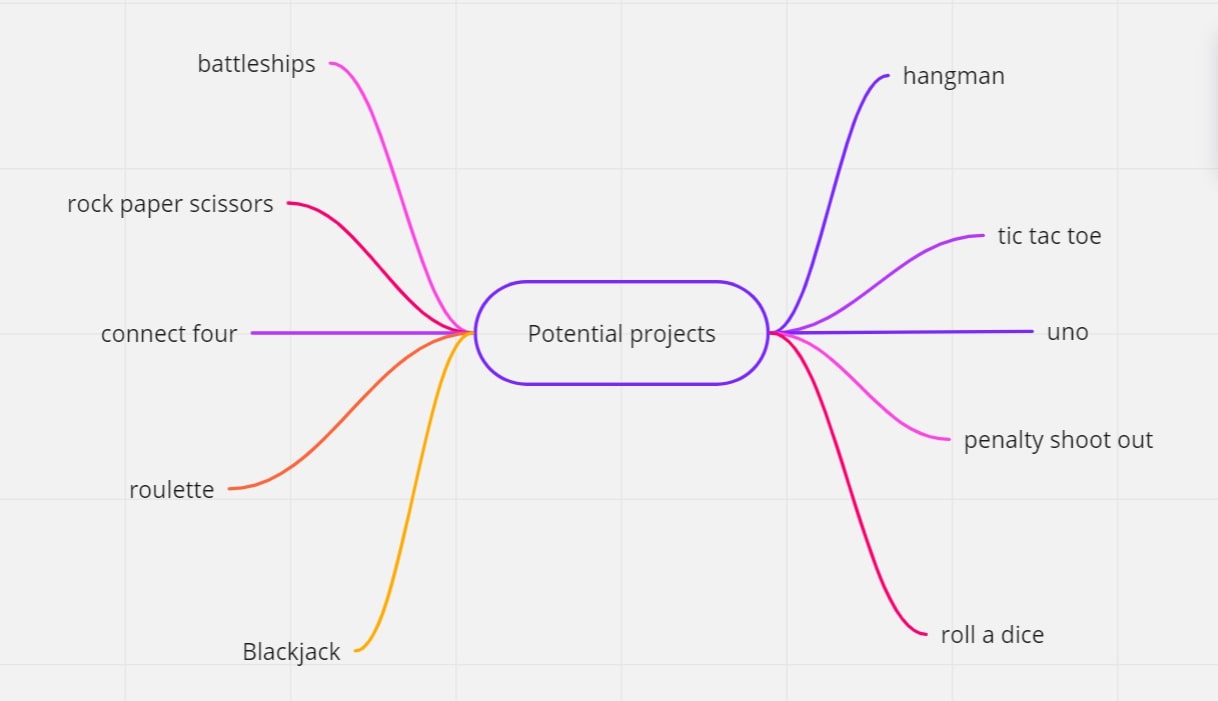 battleships
hangman
rock paper scissors
tic tac toe
connect four
Potential projects
uno
penalty shoot out
roulette
roll a dice
Blackjack